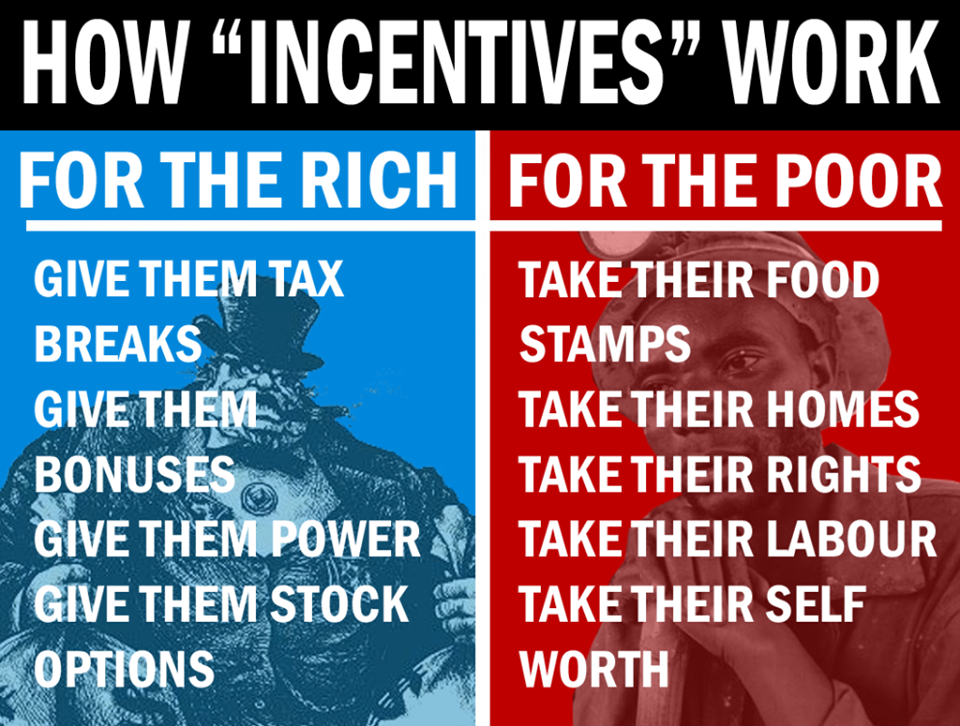 HOW “INCENTIVES” WORK
FOR THE RICH
GIVE THEM TAX
BREAKS
GIVE THEM
BONUSES
GIVE THEM POWER
GIVE THEM STOCK
OPTIONS
FOR THE POOR
TAKE THEIR FOOD
STAMPS
TAKE THEIR HOMES
TAKE THEIR RIGHTS
TAKE THEIR LABOUR
TAKE THEIR SELF
WORTH